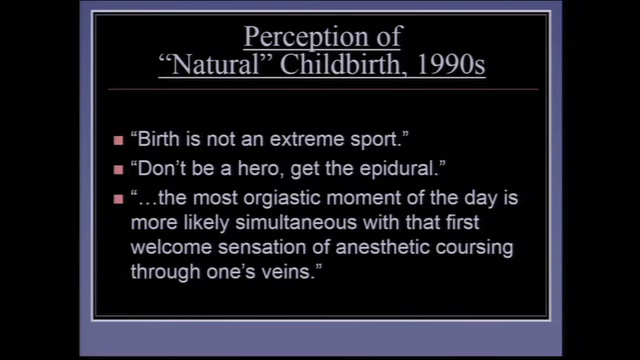 Perception of
“Natural” Childbirth, 1990s
“Birth is not an extreme sport.”
“Don’t be a hero, get the epidural.”
“…the most orgiastic moment of the day is
more likely simultaneous with that first
welcome sensation of anesthetic coursing
through one’s veins.”